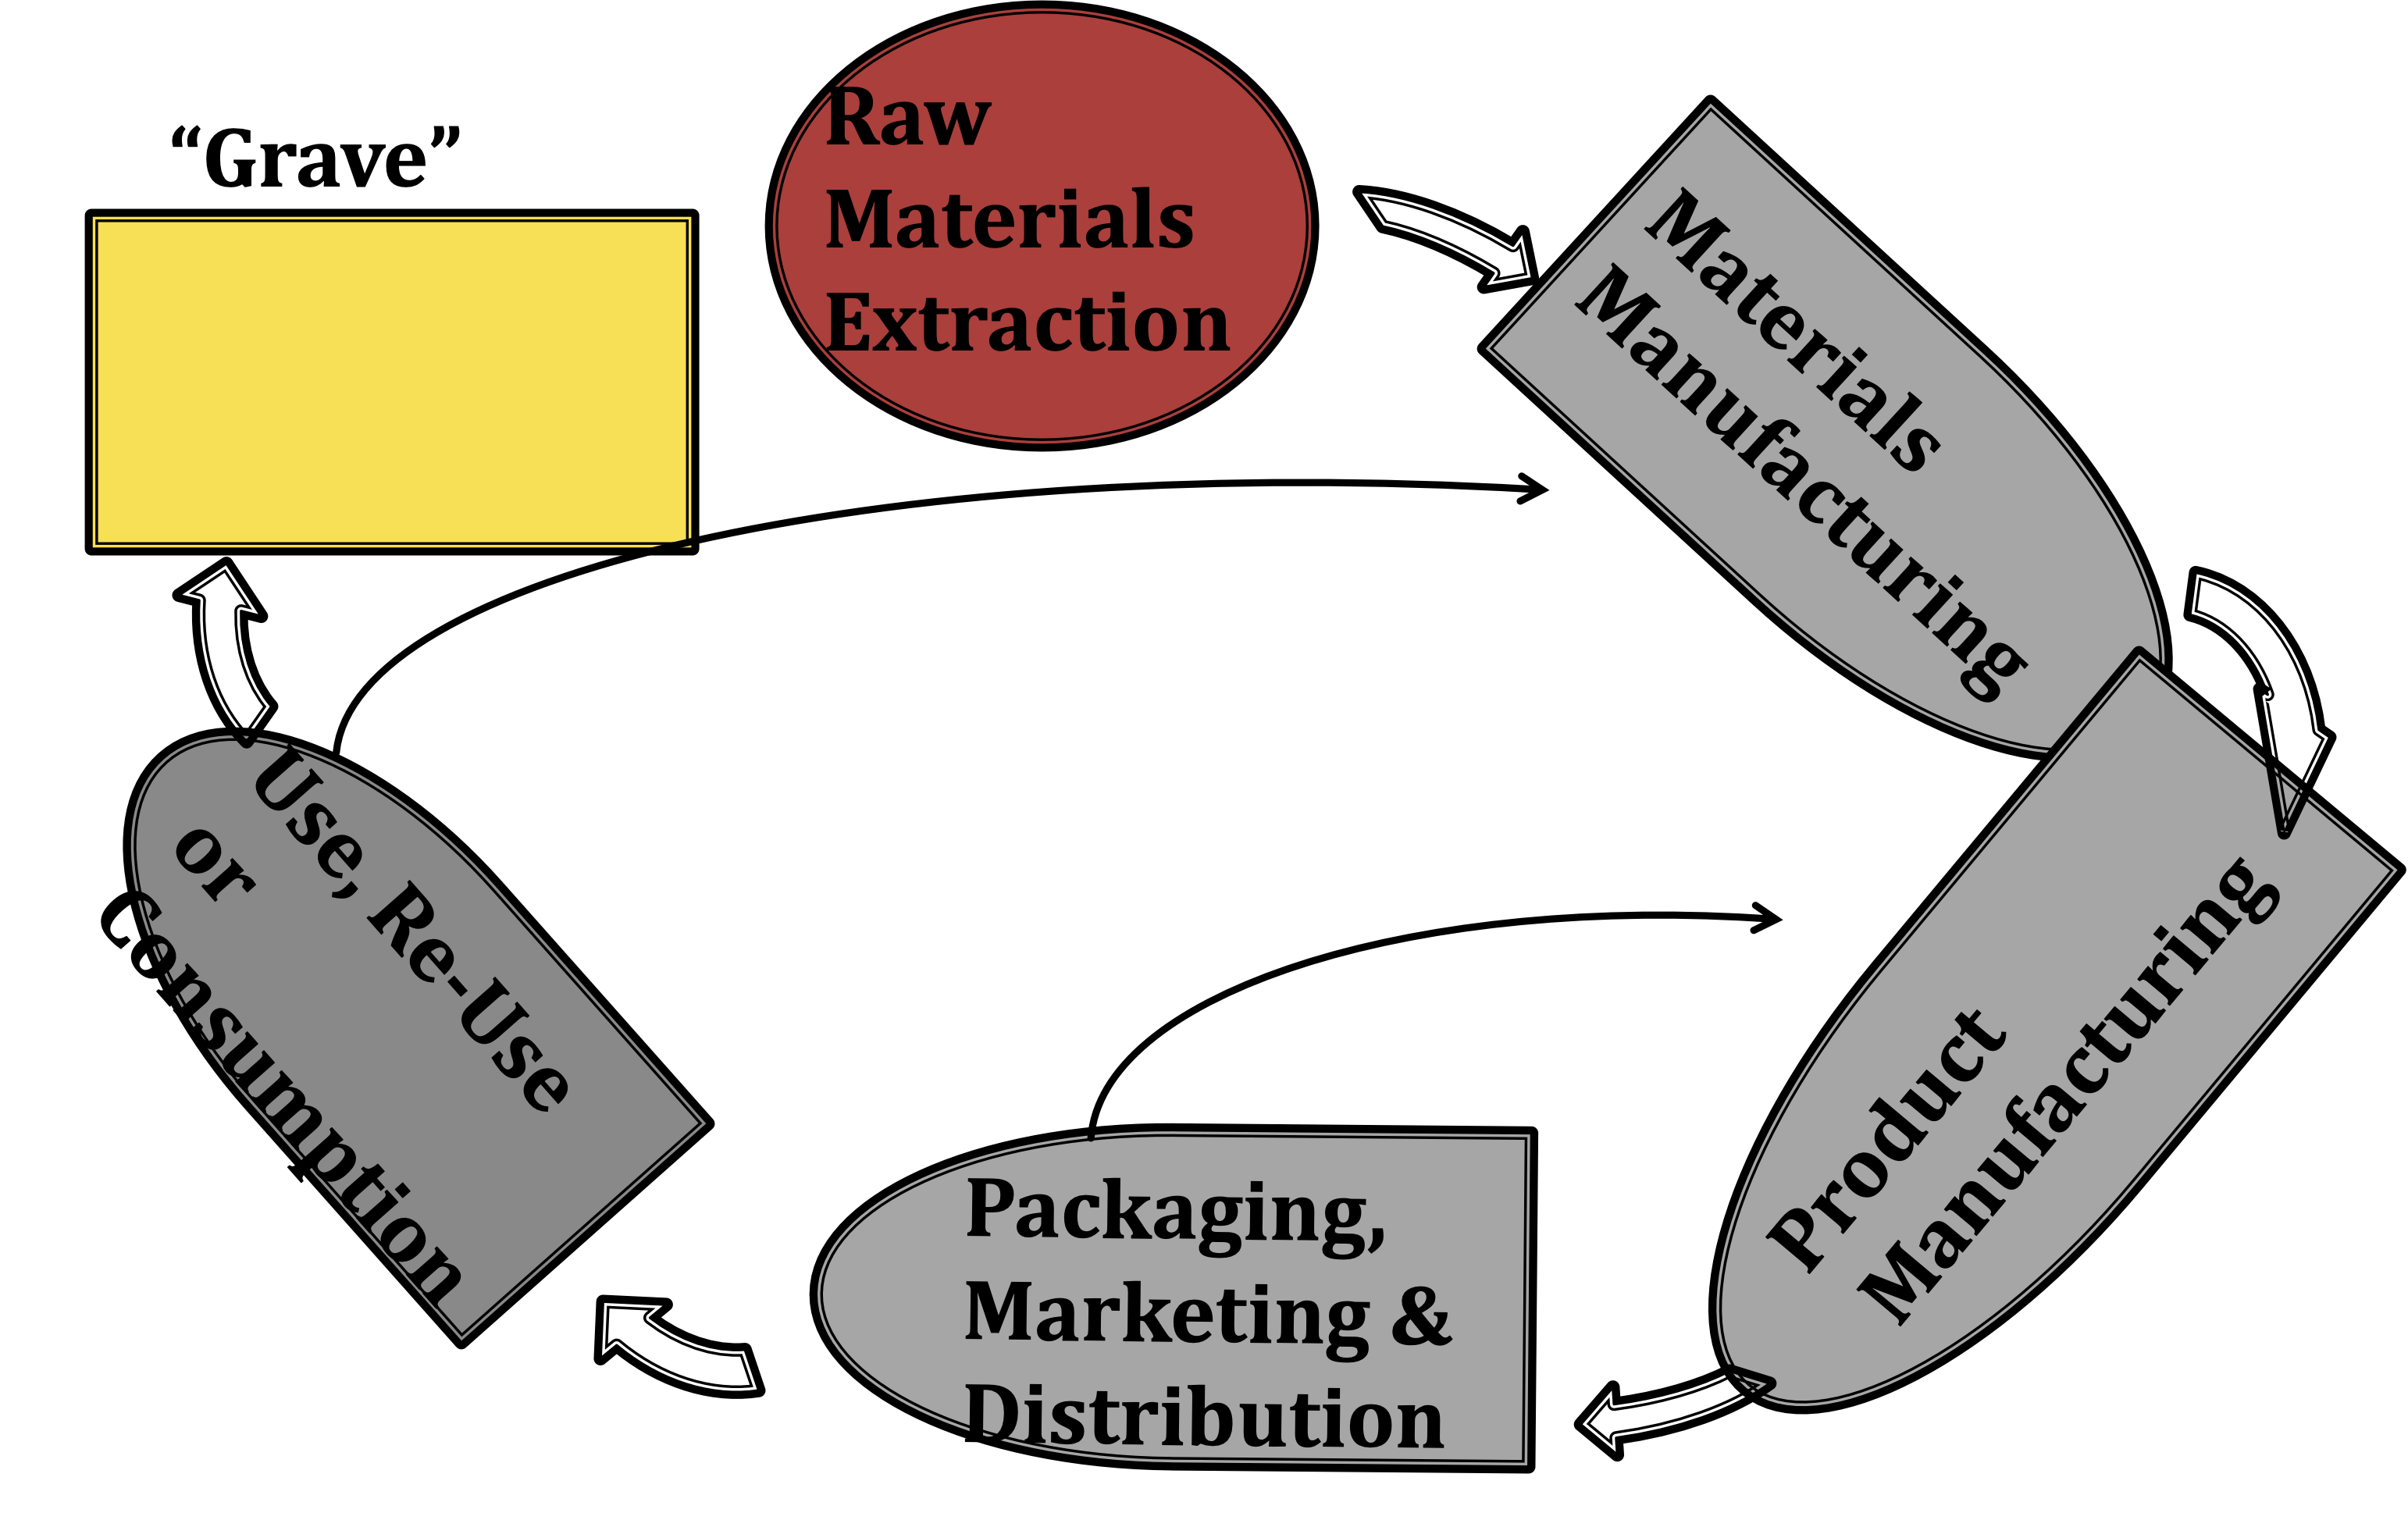 “Grave”
Raw
Materials
Extraction
Materials
Manufacturing
Product
Manufacturing
Packaging,
Marketing &
Distribution
Use, Re-Use
or
Consumption